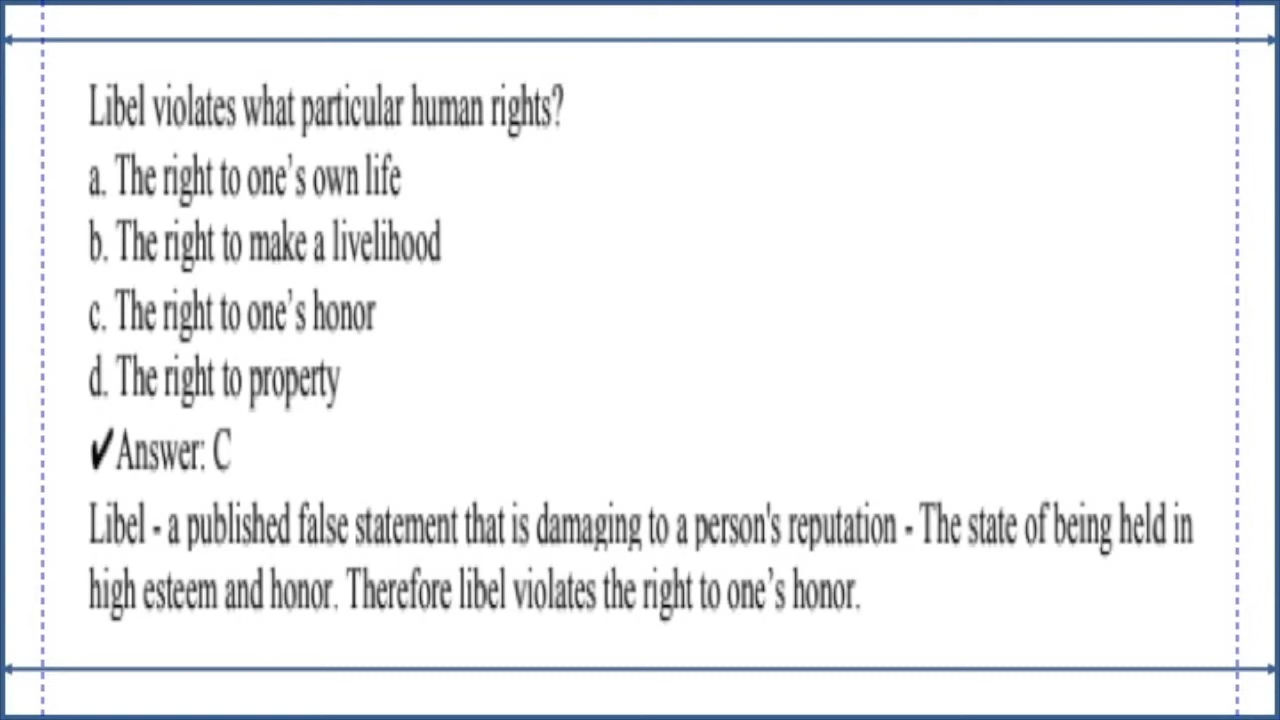 Libel violates what particular human rights?
a. The right to one’s own life
b. The right to make a livelihood
c. The right to one’s honor
d. The right to property
✔Answer: C
Libel - a published false statement that is damaging to a person's reputation - The state of being held in
high esteem and honor. Therefore libel violates the right to one’s honor.